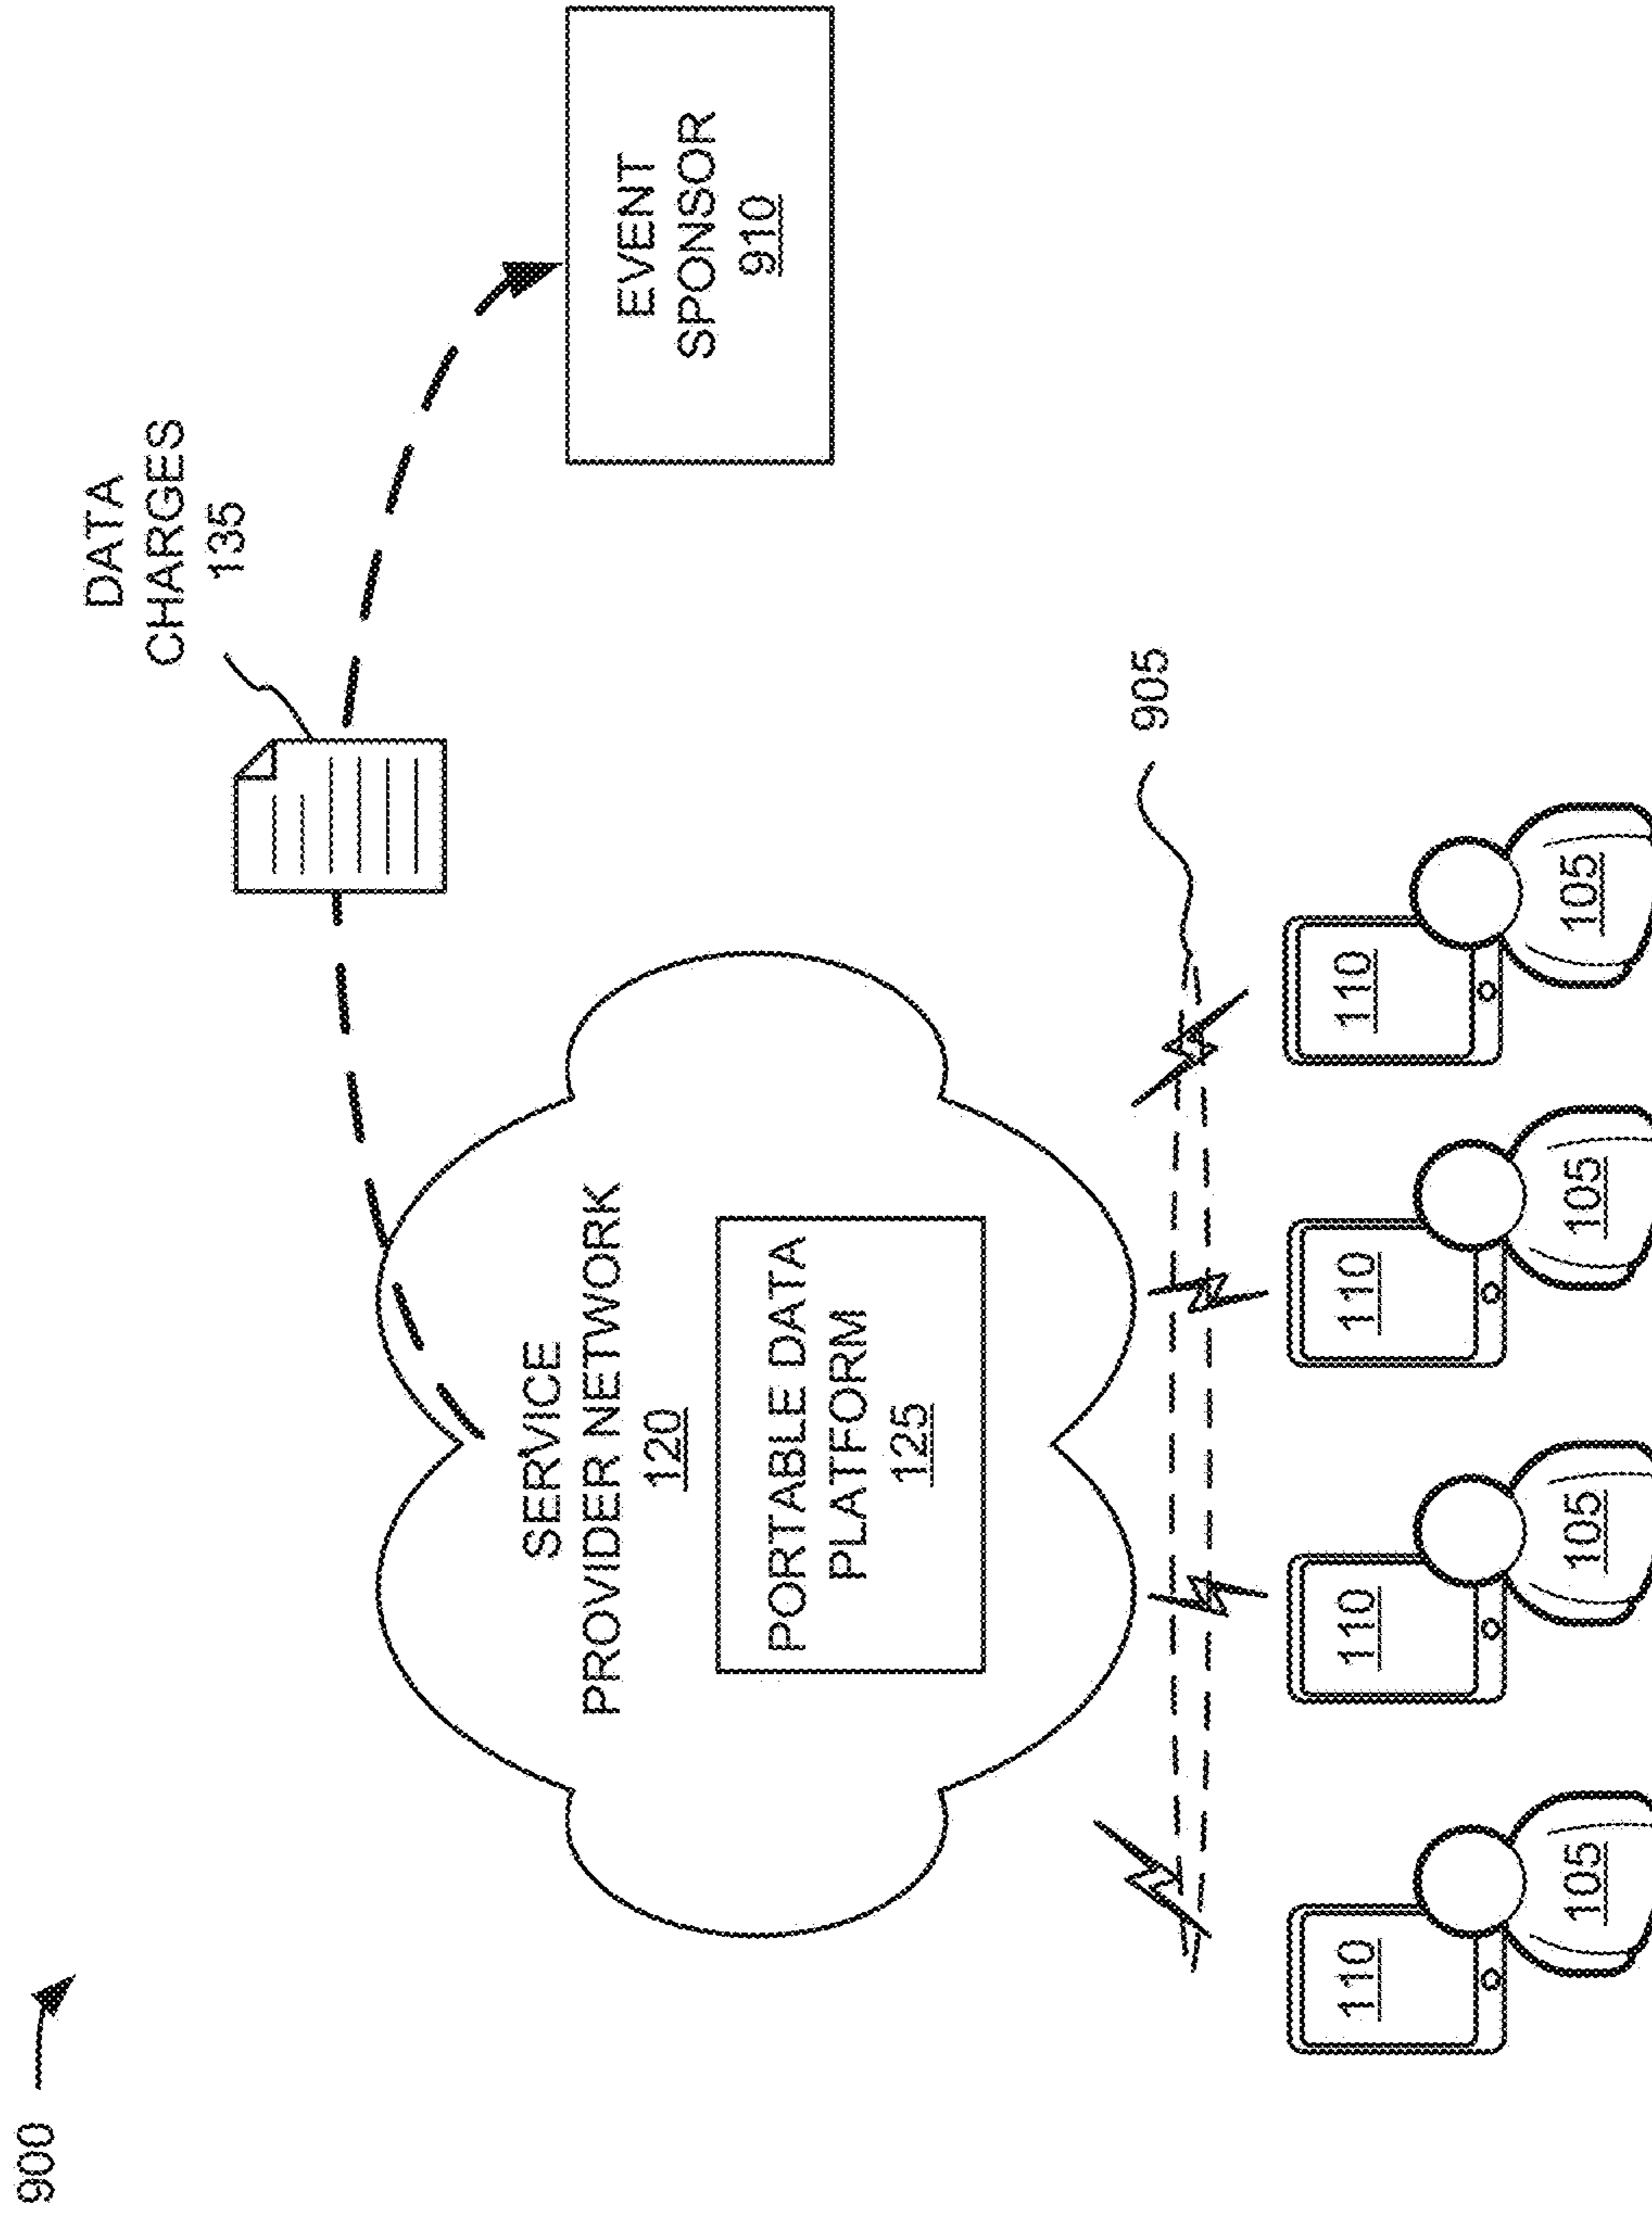 900
DATA
CHARGES
135
SERVICE
PROVIDER NETWORK
120
EVENT
SPONSOR
910
PORTABLE DATA
PLATFORM
125
905
110
110
110
110
105
105
105
105